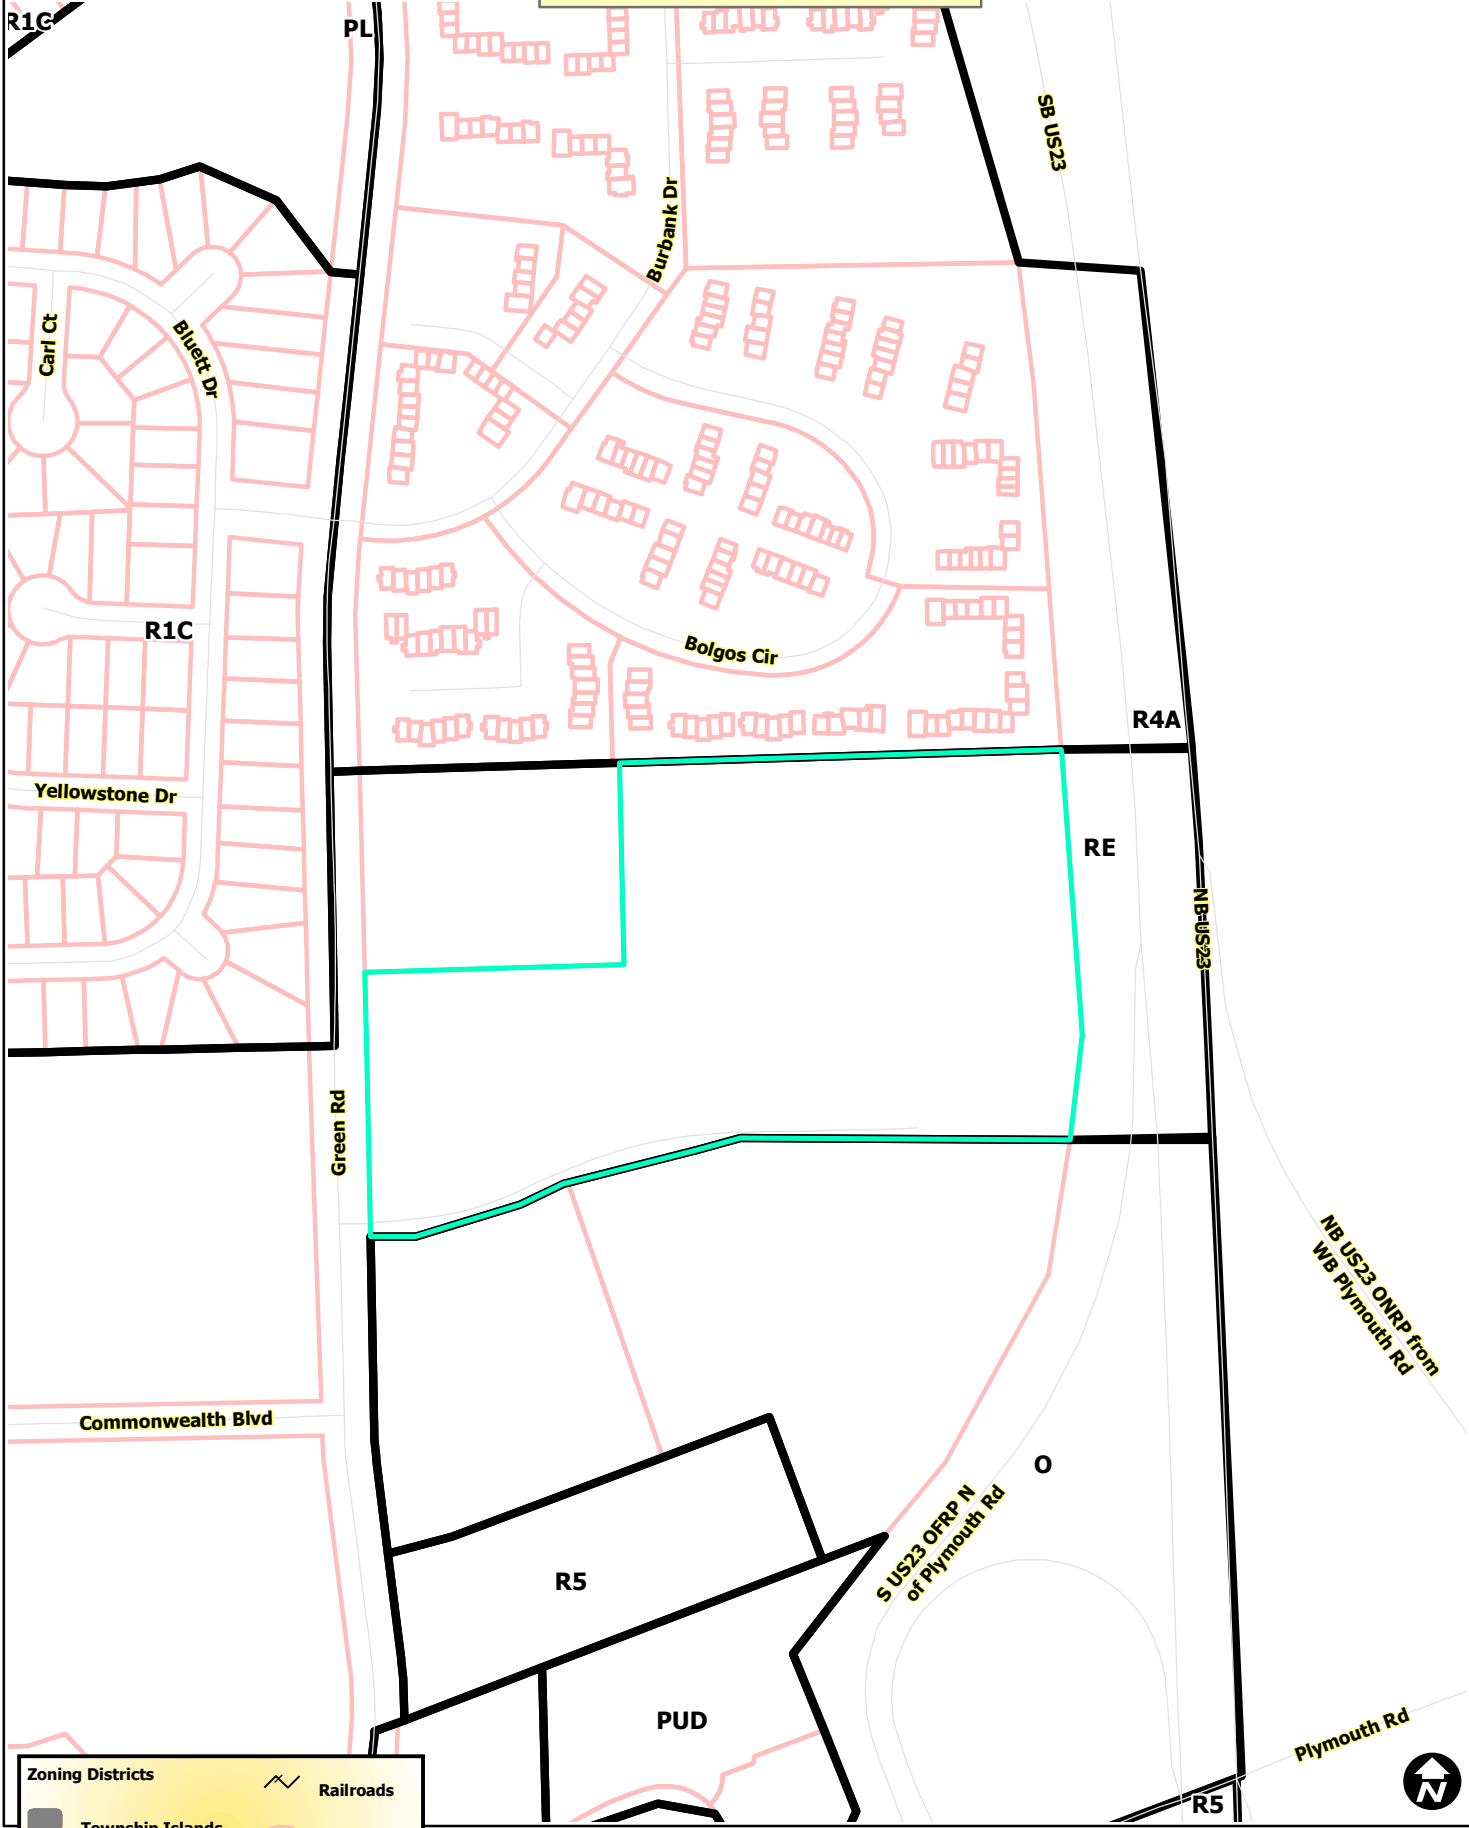 R1C
PL
SB US23
Burbank Dr
Carl Ct
Bluett Dr
R1C
Bolgos Cir
R4A
Yellowstone Dr
RE
NB US23
Green Rd
NB US23 ONRP from
WB Plymouth Rd
Commonwealth Blvd
O
S US23 OFRP N
of Plymouth Rd
R5
PUD
Plymouth Rd
Zoning Districts
Railroads
N
R5
Township Islands